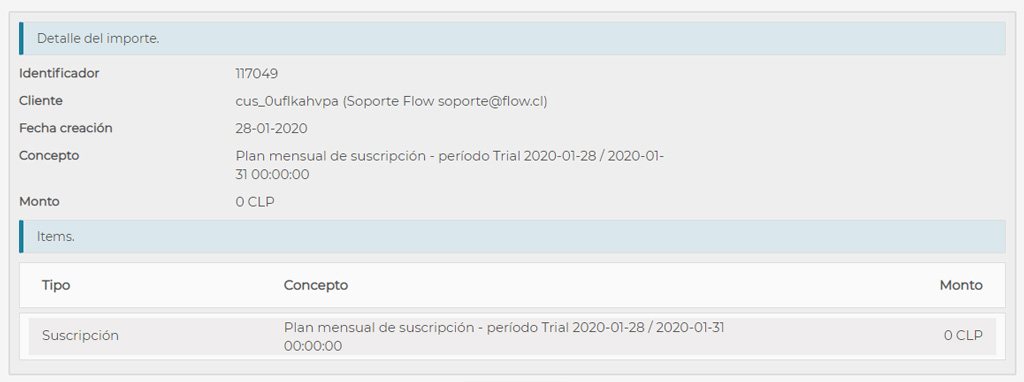 Detalle del importe.
Identificador 117049
Cliente cus_0uflkahvpa (Soporte Flow soporte@flow.cl)
Fecha creación 28-01-2020
Concepto Plan mensual de suscripción - período Trial 2020-01-28 / 2020-01-
31 00:00:00
Monto 0 CLP
Items.
Tipo Concepto Monto
Suscripción Plan mensual de suscripción - período Trial 2020-01-28 / 2020-01-31 0 CLP
00:00:00